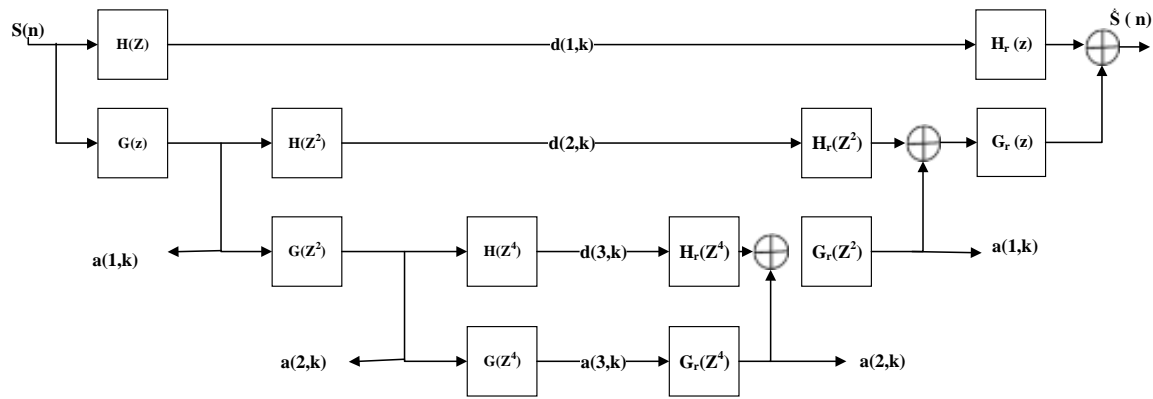 S(n)
Ṡ ( n)
H(Z)
d(1,k)
Hᵣ (z)
G(z)
H(Z²)
d(2,k)
Hᵣ(Z²)
Gᵣ (z)
a(1,k)
G(Z²)
H(Z⁴)
d(3,k)
Hᵣ(Z⁴)
Gᵣ(Z²)
a(1,k)
a(2,k)
G(Z⁴)
a(3,k)
Gᵣ(Z⁴)
a(2,k)